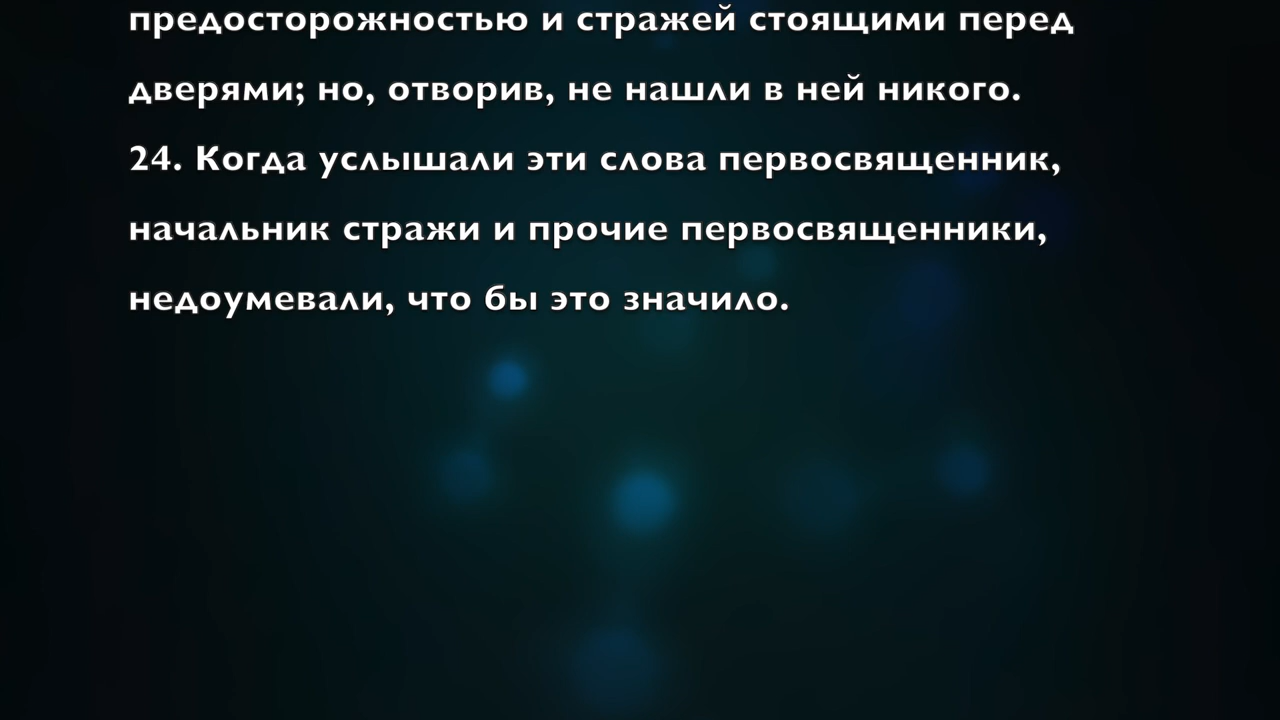 предосторожностью и стражей стоящими перед
дверями; но, отворив, не нашли в ней никого.
24. Когда услышали эти слова первосвященник,
начальник стражи и прочие первосвященники,
недоумевали, что бы это значило.